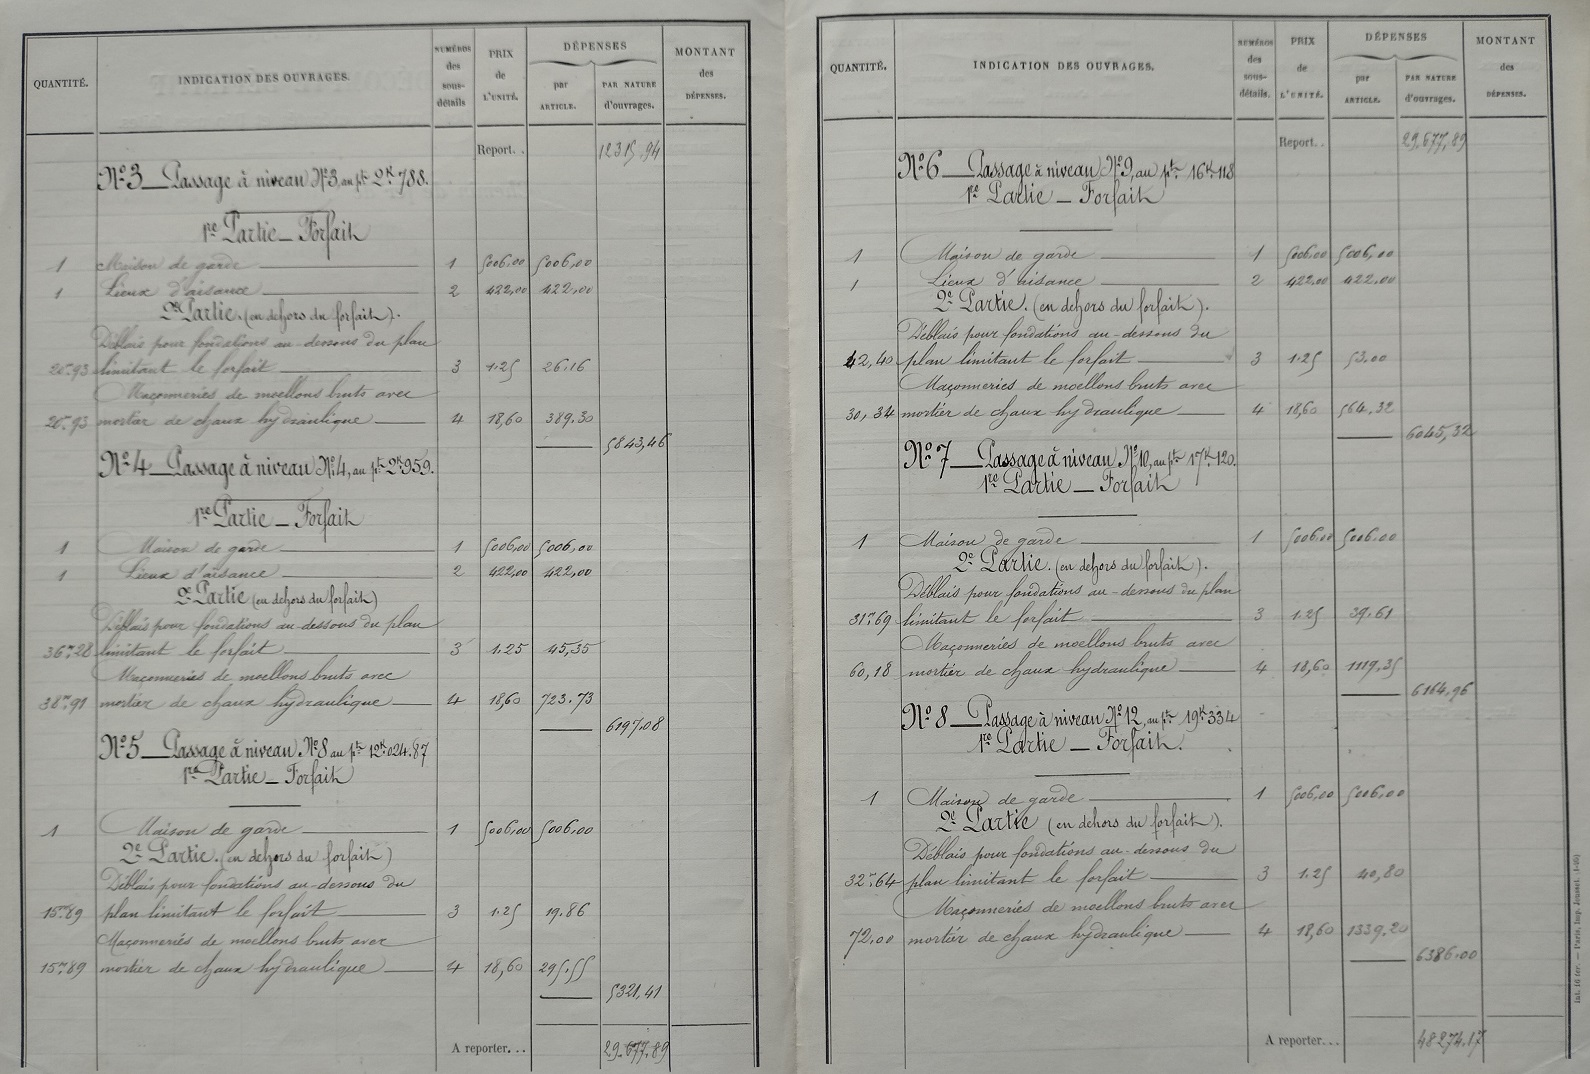 QUANTITÉ. INDICATION DES OUVRAGES. NUMÉROS des sous-détails PRIX de L'UNITÉ. DÉPENSES par ARTICLE. PAR NATURE d'ouvrages. MONTANT des DÉPENSES.
Report. . 12315.94
N° 3 — Passage à niveau N° 3, au pt 2K 788.
1re Partie — Forfait
1 Maison de garde 1 5006,00 5006,00
1 Lieux d'aisance 2 422,00 422,00
2e Partie. (en dehors du forfait).
Déblais pour fondations au-dessous du plan
20m.93 limitant le forfait 3 1.25 26.16
Maçonneries de moellons bruts avec
20m.93 mortier de chaux hydraulique 4 18,60 389.30
5843,46
N° 4 — Passage à niveau N° 4, au pt 2K 959.
1re Partie — Forfait
1 Maison de garde 1 5006,00 5006,00
1 Lieux d'aisance 2 422,00 422,00
2e Partie (en dehors du forfait)
Déblais pour fondations au-dessous du plan
36m.28 limitant le forfait 3 1.25 45,35
Maçonneries de moellons bruts avec
38m.91 mortier de chaux hydraulique 4 18,60 723.73
6197.08
N° 5 — Passage à niveau N° 8 au pt 12K 024.87
1re Partie — Forfait
1 Maison de garde 1 5006,00 5006,00
2e Partie. (en dehors du forfait)
Déblais pour fondations au-dessous du
15m.89 plan limitant le forfait 3 1.25 19.86
Maçonneries de moellons bruts avec
15m.89 mortier de chaux hydraulique 4 18,60 295.55
5321,41
A reporter. . . 29.677.89
QUANTITÉ. INDICATION DES OUVRAGES. NUMÉROS des sous-détails. PRIX de L'UNITÉ. DÉPENSES par ARTICLE. PAR NATURE d'ouvrages. MONTANT des DÉPENSES.
Report. . 29.677,89
N° 6 — Passage à niveau N° 9, au pt 16K 118
1re Partie — Forfait
1 Maison de garde 1 5006,00 5006,00
1 Lieux d'aisance 2 422,00 422,00
2e Partie. (en dehors du forfait).
Déblais pour fondations au-dessous du
42,40 plan limitant le forfait 3 1.25 53.00
Maçonneries de moellons bruts avec
30,34 mortier de chaux hydraulique 4 18,60 564.32
6045,32
N° 7 — Passage à niveau N° 10, au pt 17K 120.
1re Partie — Forfait
1 Maison de garde 1 5006,00 5006,00
2e Partie. (en dehors du forfait).
Déblais pour fondations au-dessous du plan
31m.69 limitant le forfait 3 1.25 39.61
Maçonneries de moellons bruts avec
60,18 mortier de chaux hydraulique 4 18,60 1119,35
6164,96
N° 8 — Passage à niveau N° 12, au pt 19K 334
1re Partie — Forfait.
1 Maison de garde 1 5006,00 5006,00
2e Partie (en dehors du forfait).
Déblais pour fondations au-dessous du
32m.64 plan limitant le forfait 3 1.25 40,80
Maçonneries de moellons bruts avec
72,00 mortier de chaux hydraulique 4 18,60 1339.20
6386.00
A reporter. . . 48274.17